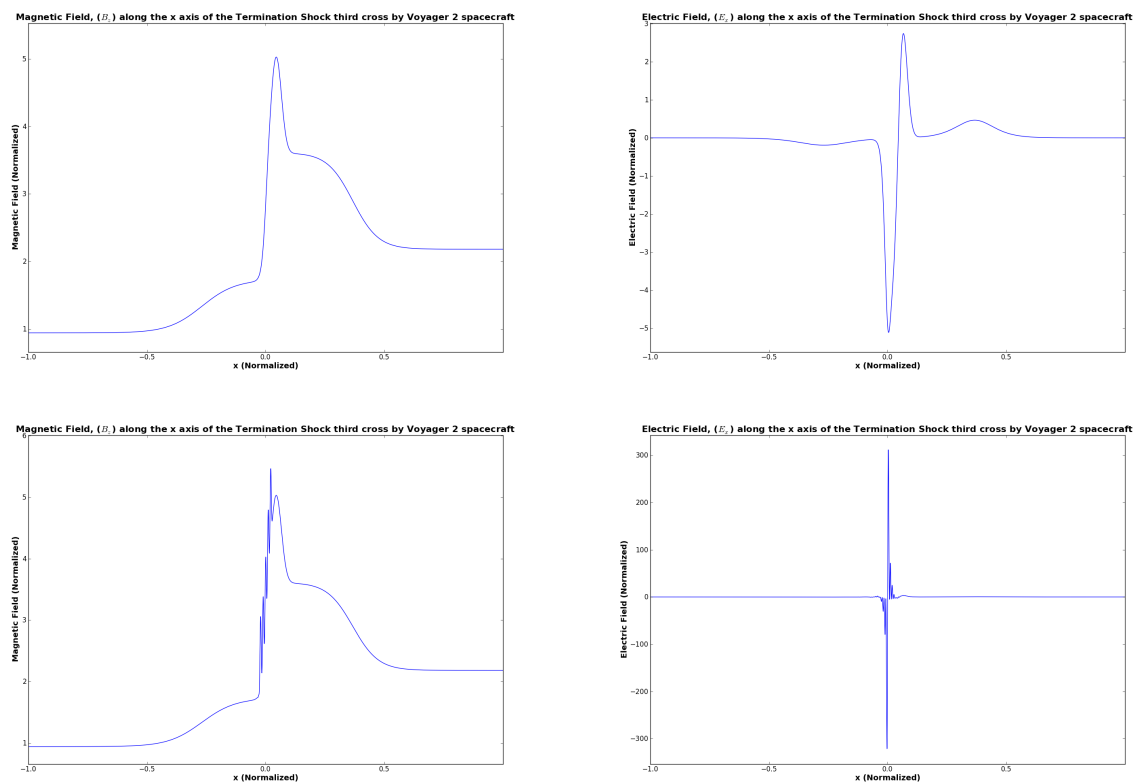 Magnetic Field, (B_z) along the x axis of the Termination Shock third cross by Voyager 2 spacecraft
5
4
3
2
1
Magnetic Field (Normalized)
−1.0 −0.5 0.0 0.5
x (Normalized)
Electric Field, (E_x) along the x axis of the Termination Shock third cross by Voyager 2 spacecraft
3
2
1
0
−1
−2
−3
−4
−5
Electric Field (Normalized)
−1.0 −0.5 0.0 0.5
x (Normalized)
Magnetic Field, (B_z) along the x axis of the Termination Shock third cross by Voyager 2 spacecraft
6
5
4
3
2
1
Magnetic Field (Normalized)
−1.0 −0.5 0.0 0.5
x (Normalized)
Electric Field, (E_x) along the x axis of the Termination Shock third cross by Voyager 2 spacecraft
300
200
100
0
−100
−200
−300
Electric Field (Normalized)
−1.0 −0.5 0.0 0.5
x (Normalized)